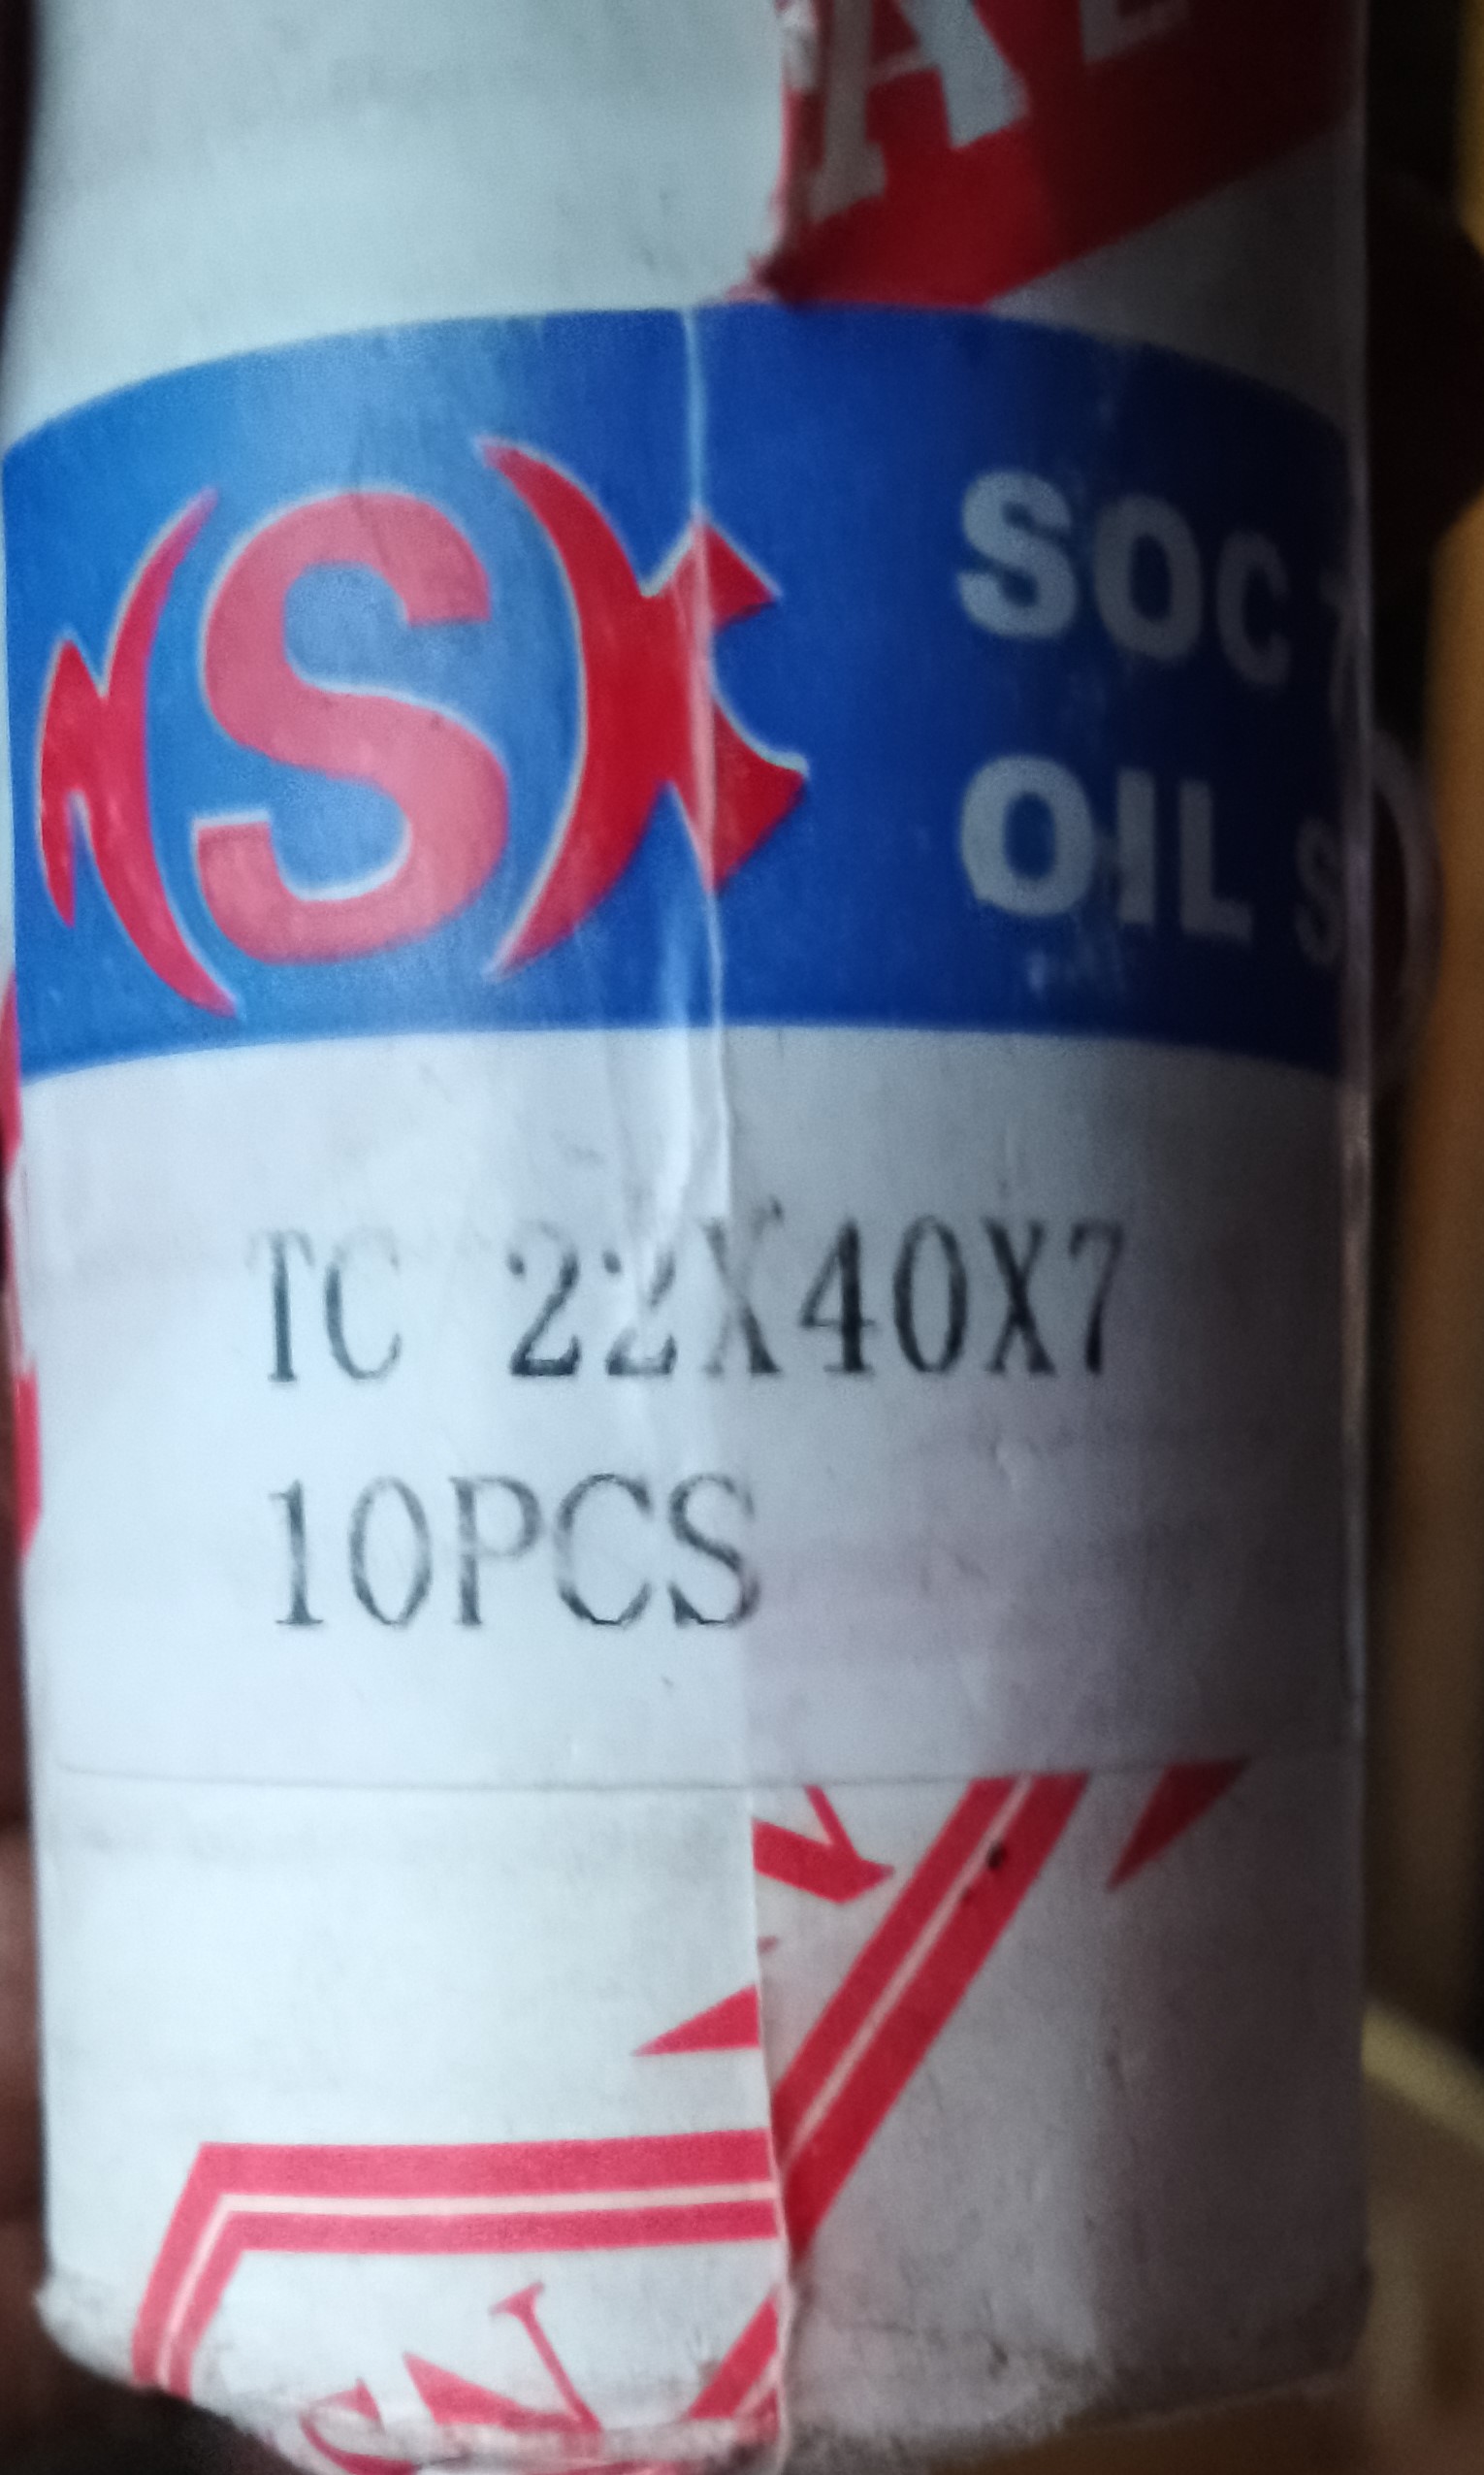 S
SOC
OIL S
TC 22X40X7
10PCS